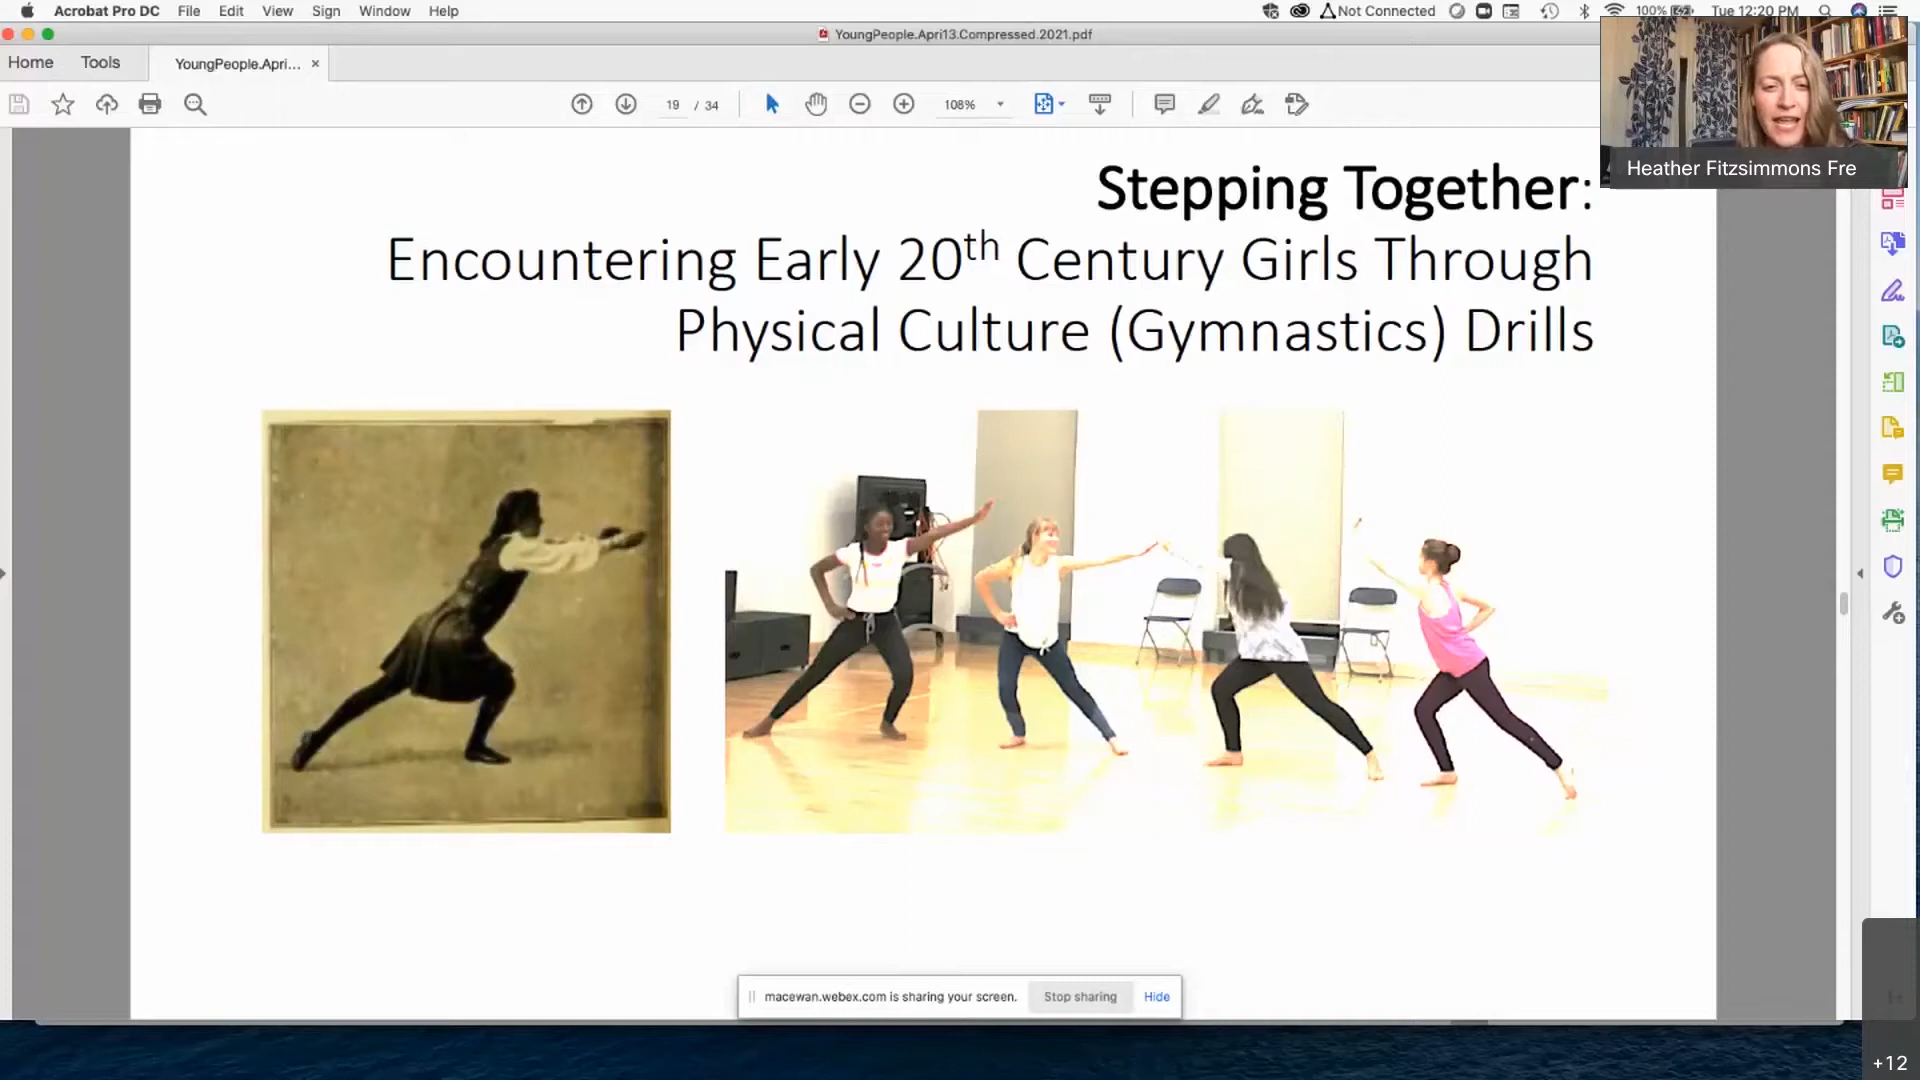 Acrobat Pro DC File Edit View Sign Window Help Not Connected 100% Tue 12:20 PM
YoungPeople.Apri13.Compressed.2021.pdf
Home Tools YoungPeople.Apri... ×
19 / 34 108%
Heather Fitzsimmons Fre
Stepping Together:
Encountering Early 20th Century Girls Through
Physical Culture (Gymnastics) Drills
macewan.webex.com is sharing your screen. Stop sharing Hide
+12